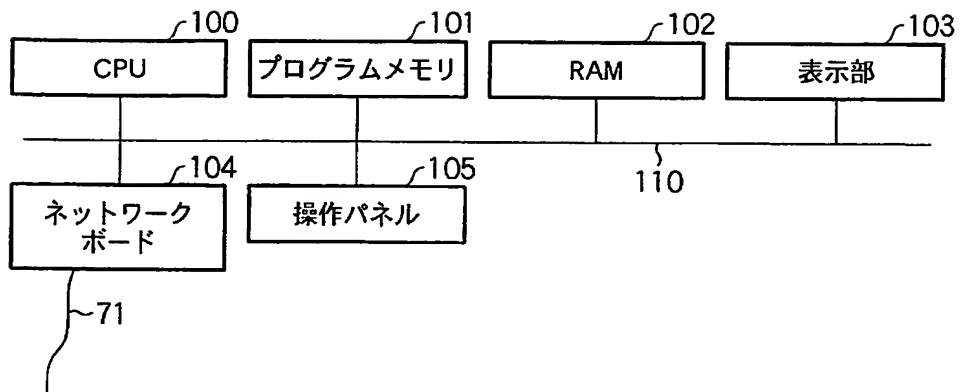 100
CPU
101
プログラムメモリ
102
RAM
103
表示部
110
104
ネットワーク
ボード
105
操作パネル
71